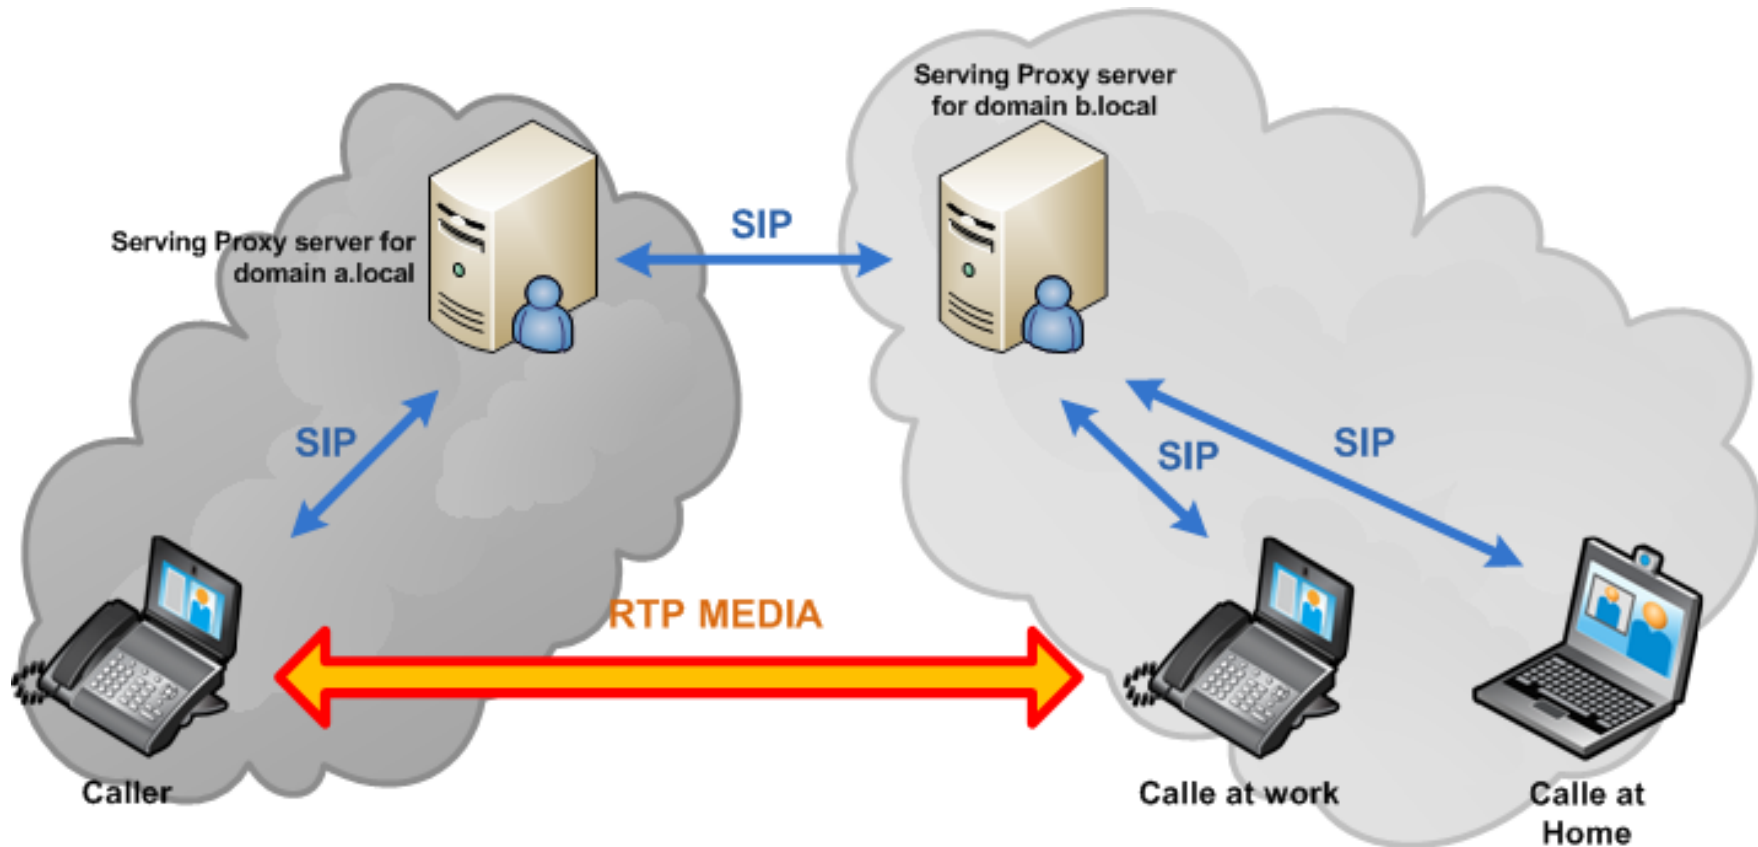 Serving Proxy server
for domain b.local
Serving Proxy server for
domain a.local
SIP
SIP
SIP
SIP
RTP MEDIA
Caller
Calle at work
Calle at
Home